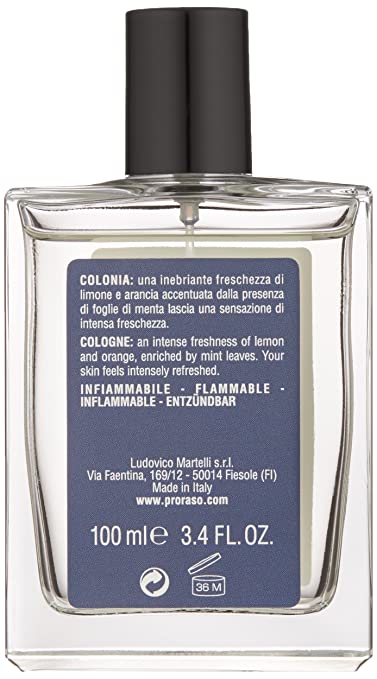 COLONIA: una inebriante freschezza di
limone e arancia accentuata dalla presenza
di foglie di menta lascia una sensazione di
intensa freschezza.
COLOGNE: an intense freshness of lemon
and orange, enriched by mint leaves. Your
skin feels intensely refreshed.
INFIAMMABILE - FLAMMABLE -
INFLAMMABLE - ENTZÜNDBAR
Ludovico Martelli s.r.l.
Via Faentina, 169/12 - 50014 Fiesole (FI)
Made in Italy
www.proraso.com
100 ml℮ 3.4 FL.OZ.
36 M